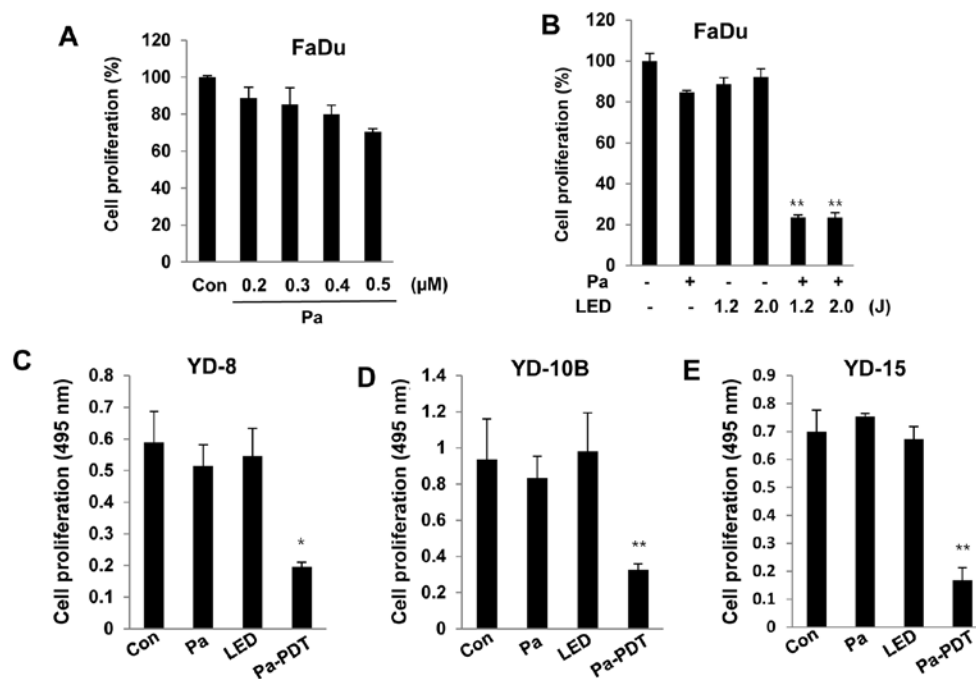 A
FaDu
Cell proliferation (%)
120
100
80
60
40
20
0
Con 0.2 0.3 0.4 0.5 (μM)
Pa
B
FaDu
Cell proliferation (%)
120
100
80
60
40
20
0
** **
Pa - + - - + +
LED - - 1.2 2.0 1.2 2.0 (J)
C
YD-8
Cell proliferation (495 nm)
0.8
0.7
0.6
0.5
0.4
0.3
0.2
0.1
0
*
Con Pa LED Pa-PDT
D
YD-10B
Cell proliferation (495 nm)
1.4
1.2
1
0.8
0.6
0.4
0.2
0
**
Con Pa LED Pa-PDT
E
YD-15
Cell proliferation (495 nm)
0.9
0.8
0.7
0.6
0.5
0.4
0.3
0.2
0.1
0
**
Con Pa LED Pa-PDT